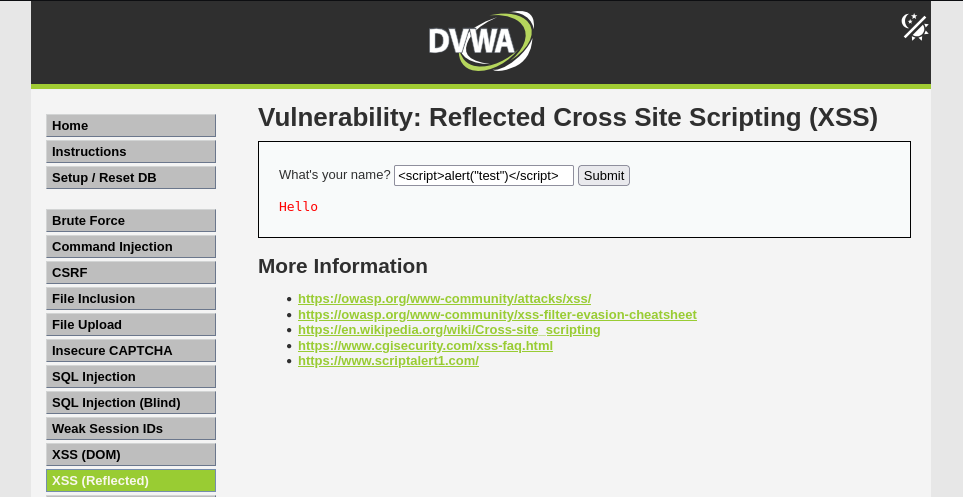 DVWA
Vulnerability: Reflected Cross Site Scripting (XSS)
Home
Instructions
Setup / Reset DB
Brute Force
Command Injection
CSRF
File Inclusion
File Upload
Insecure CAPTCHA
SQL Injection
SQL Injection (Blind)
Weak Session IDs
XSS (DOM)
XSS (Reflected)
What's your name? <script>alert("test")</script> Submit
Hello
More Information
https://owasp.org/www-community/attacks/xss/
https://owasp.org/www-community/xss-filter-evasion-cheatsheet
https://en.wikipedia.org/wiki/Cross-site_scripting
https://www.cgisecurity.com/xss-faq.html
https://www.scriptalert1.com/